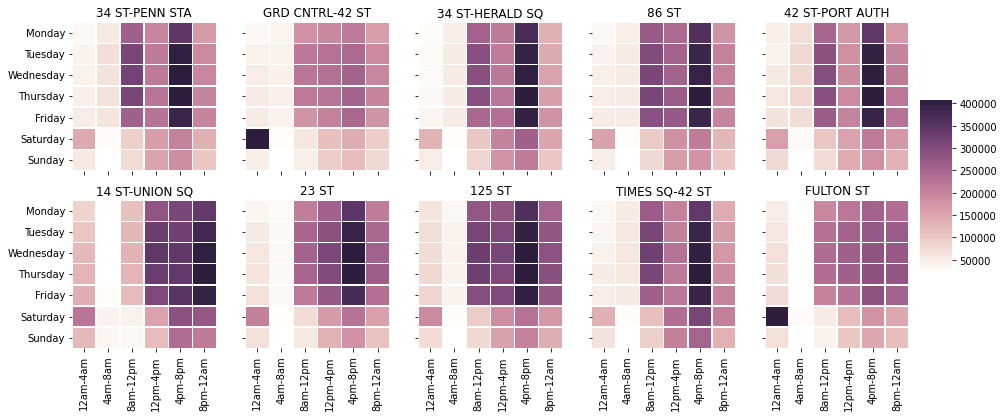 34 ST-PENN STA
GRD CNTRL-42 ST
34 ST-HERALD SQ
86 ST
42 ST-PORT AUTH
Monday
Tuesday
Wednesday
Thursday
Friday
Saturday
Sunday
400000
350000
300000
250000
200000
150000
100000
50000
14 ST-UNION SQ
23 ST
125 ST
TIMES SQ-42 ST
FULTON ST
Monday
Tuesday
Wednesday
Thursday
Friday
Saturday
Sunday
12am-4am
4am-8am
8am-12pm
12pm-4pm
4pm-8pm
8pm-12am
12am-4am
4am-8am
8am-12pm
12pm-4pm
4pm-8pm
8pm-12am
12am-4am
4am-8am
8am-12pm
12pm-4pm
4pm-8pm
8pm-12am
12am-4am
4am-8am
8am-12pm
12pm-4pm
4pm-8pm
8pm-12am
12am-4am
4am-8am
8am-12pm
12pm-4pm
4pm-8pm
8pm-12am